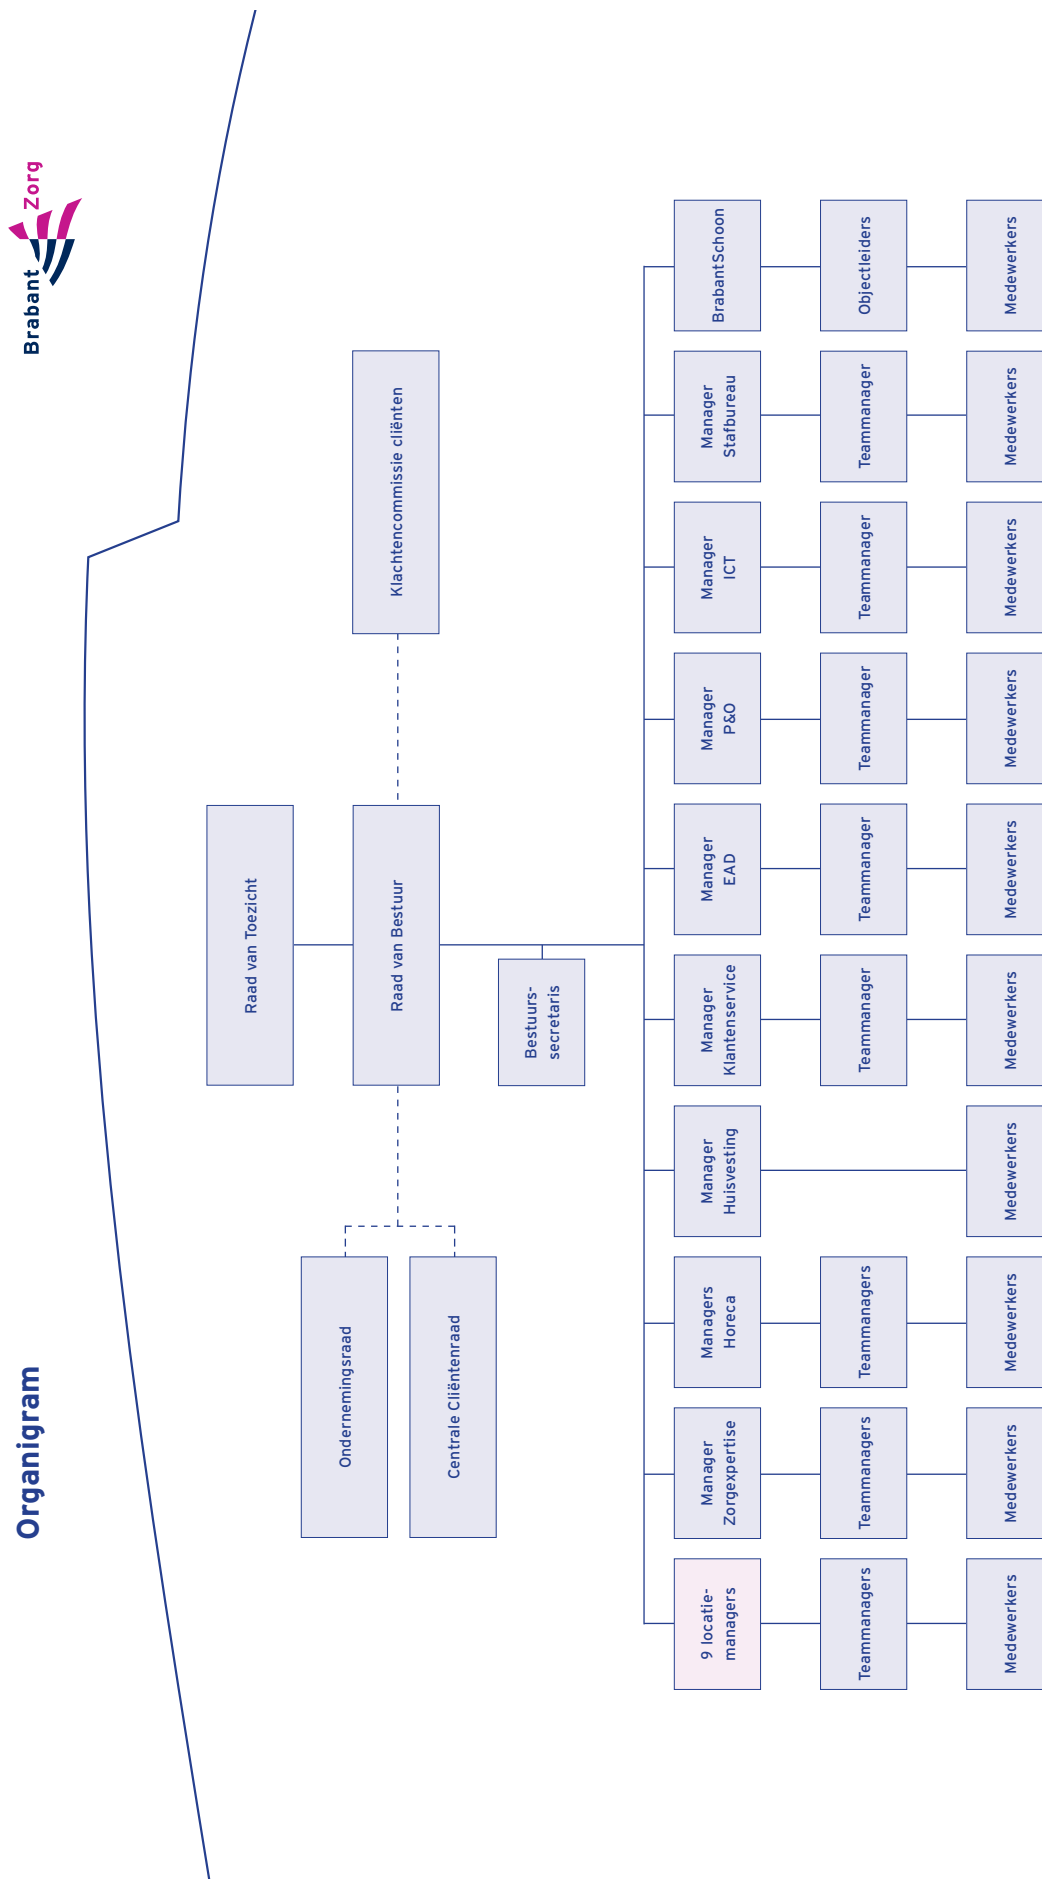 Organigram
Brabant Zorg
Raad van Toezicht
Ondernemingsraad
Centrale Cliëntenraad
Raad van Bestuur
Klachtencommissie cliënten
Bestuurs-
secretaris
9 locatie-
managers
Manager
Zorgexpertise
Managers
Horeca
Manager
Huisvesting
Manager
Klantenservice
Manager
EAD
Manager
P&O
Manager
ICT
Manager
Stafbureau
BrabantSchoon
Teammanagers
Teammanagers
Teammanagers
Teammanager
Teammanager
Teammanager
Teammanager
Teammanager
Objectleiders
Medewerkers
Medewerkers
Medewerkers
Medewerkers
Medewerkers
Medewerkers
Medewerkers
Medewerkers
Medewerkers
Medewerkers